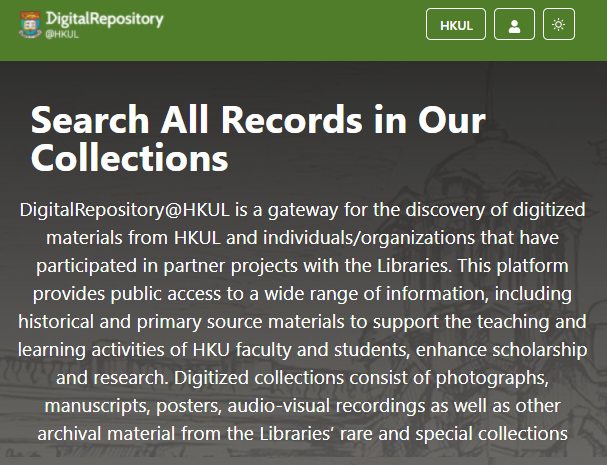 DigitalRepository
@HKUL
HKUL
Search All Records in Our
Collections
DigitalRepository@HKUL is a gateway for the discovery of digitized
materials from HKUL and individuals/organizations that have
participated in partner projects with the Libraries. This platform
provides public access to a wide range of information, including
historical and primary source materials to support the teaching and
learning activities of HKU faculty and students, enhance scholarship
and research. Digitized collections consist of photographs,
manuscripts, posters, audio-visual recordings as well as other
archival material from the Libraries’ rare and special collections